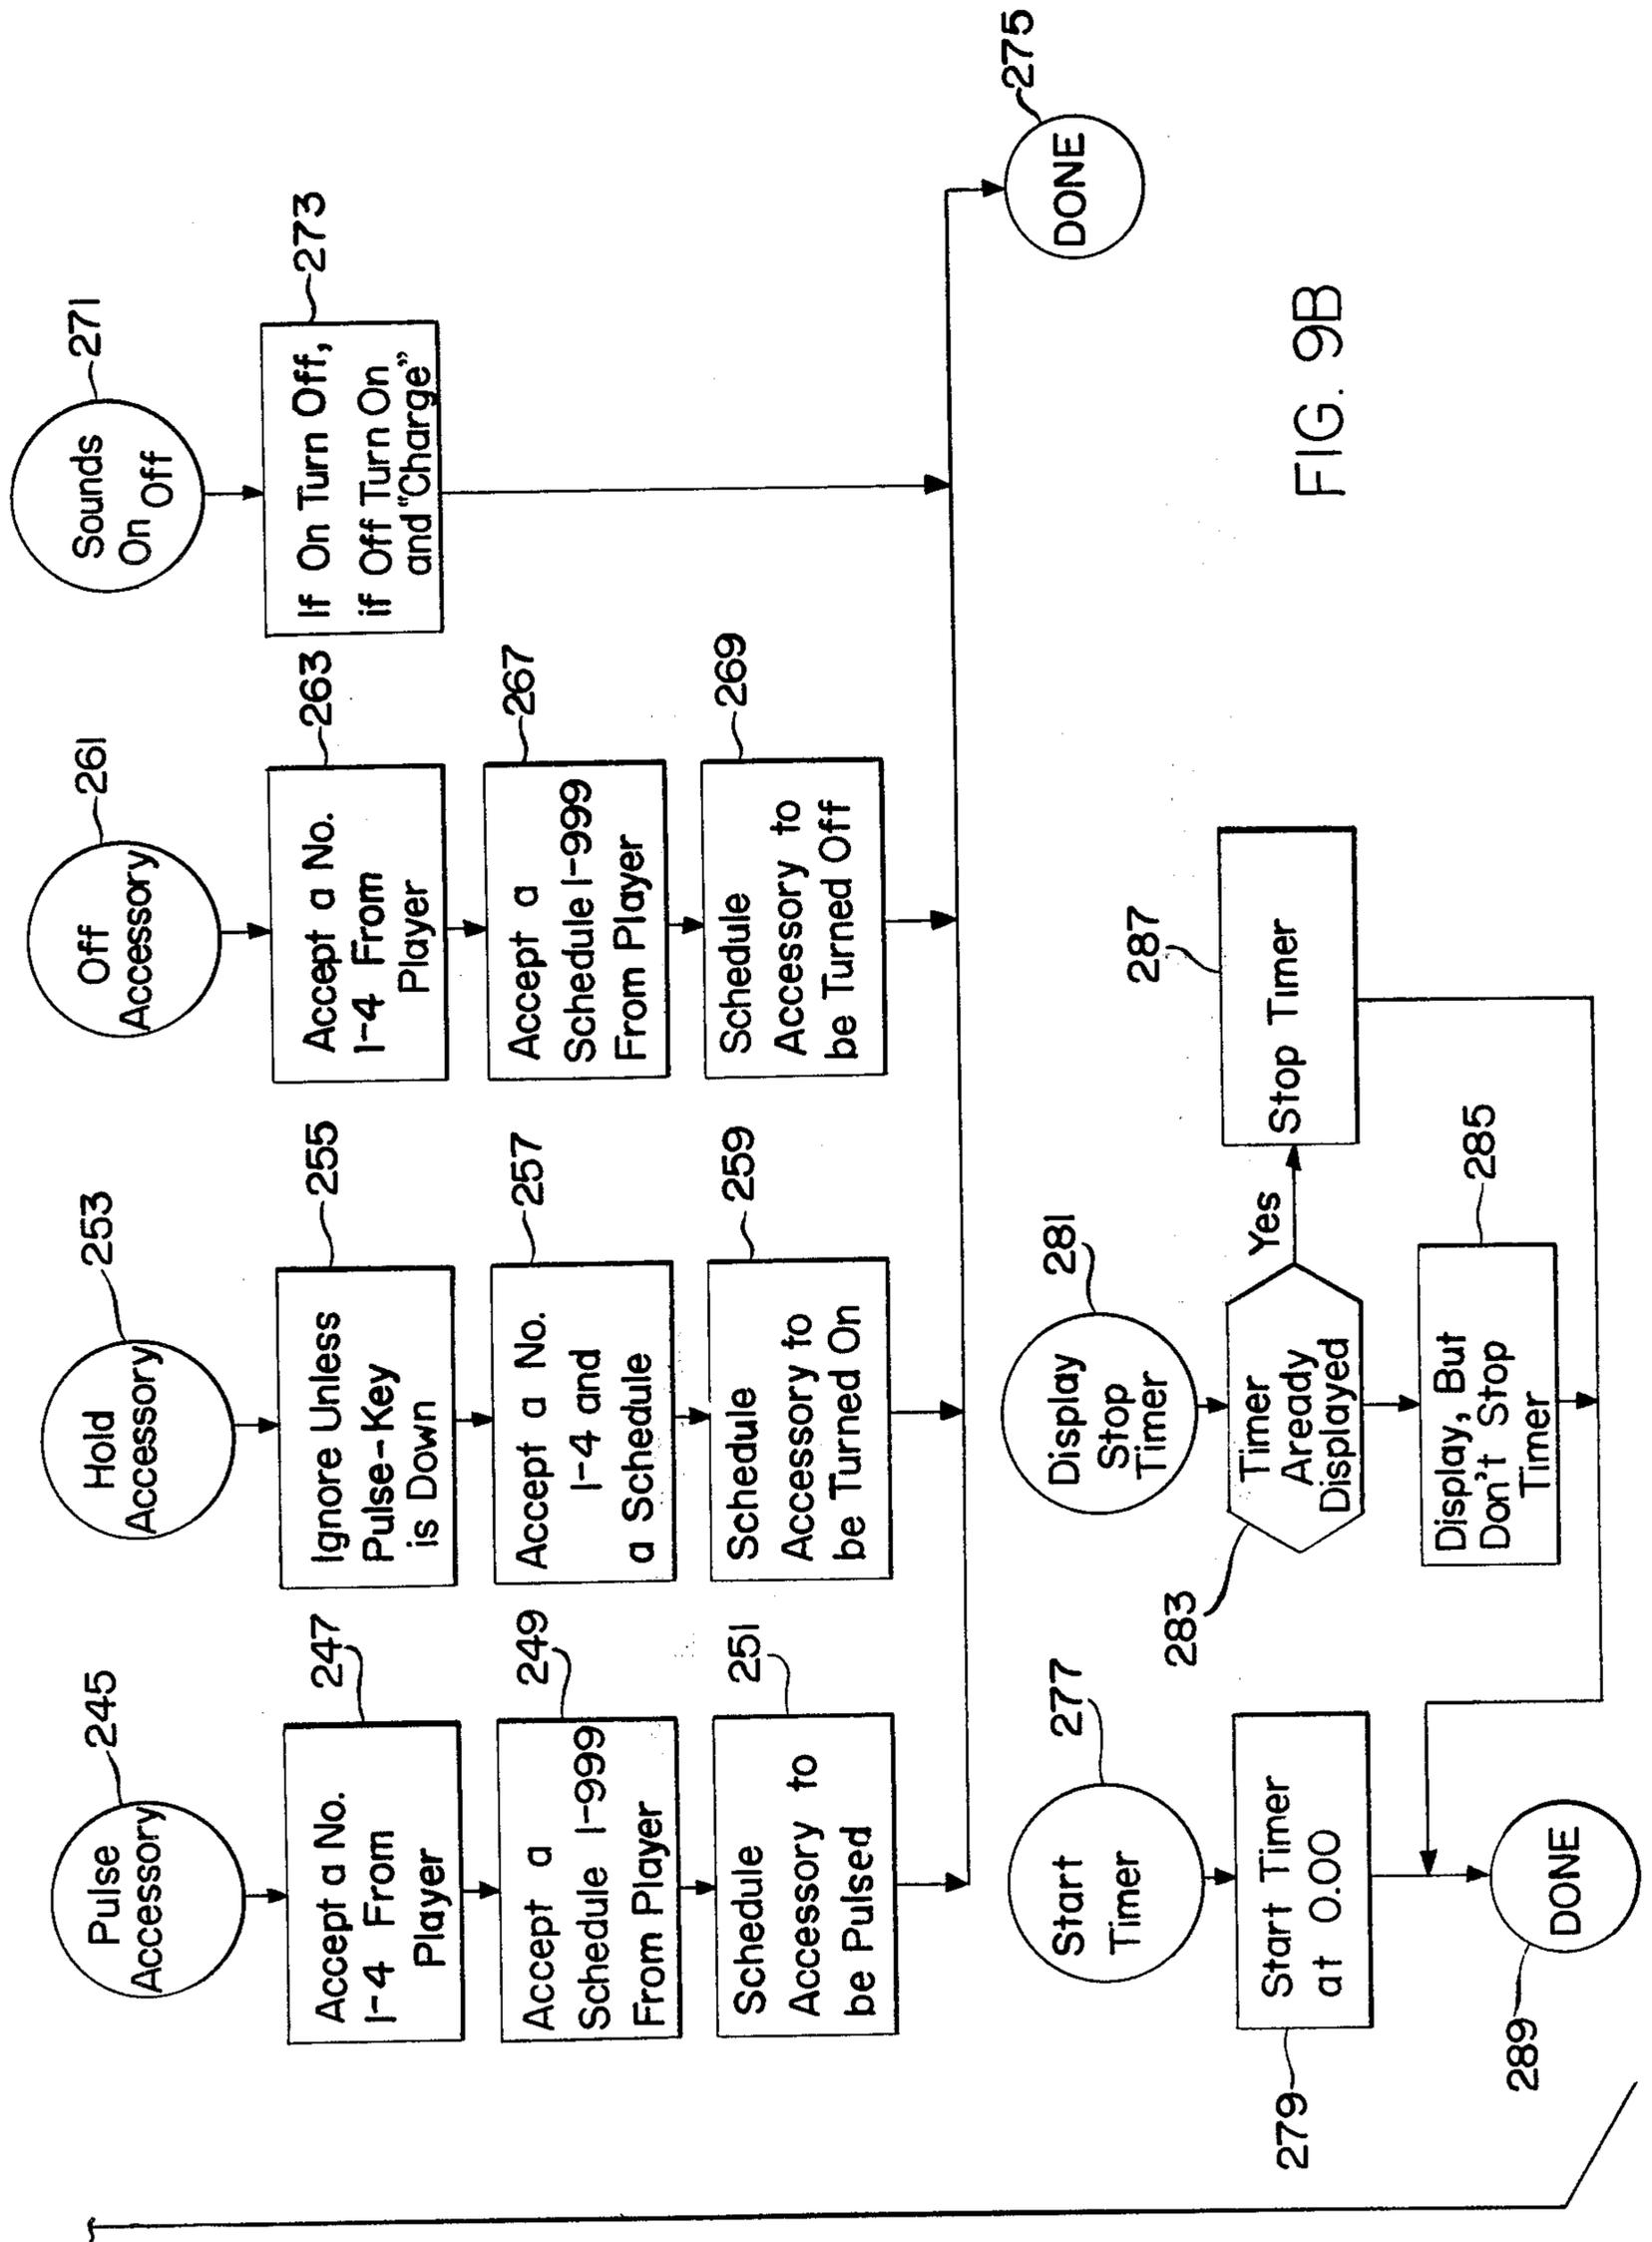 Pulse
Accessory
245
Accept a No.
1-4 From
Player
247
Accept a
Schedule 1-999
From Player
249
Schedule
Accessory to
be Pulsed
251
Hold
Accessory
253
Ignore Unless
Pulse-Key
is Down
255
Accept a No.
1-4 and
a Schedule
257
Schedule
Accessory to
be Turned On
259
Off
Accessory
261
Accept a No.
1-4 From
Player
263
Accept a
Schedule 1-999
From Player
267
Schedule
Accessory to
be Turned Off
269
Sounds
On Off
271
If On Turn Off,
if Off Turn On
and "Charge"
273
DONE
275
Start
Timer
277
Start Timer
at 0.00
279
Display
Stop
Timer
281
Timer
Aready
Displayed
283
Yes
Stop Timer
287
Display, But
Don't Stop
Timer
285
DONE
289
FIG. 9B